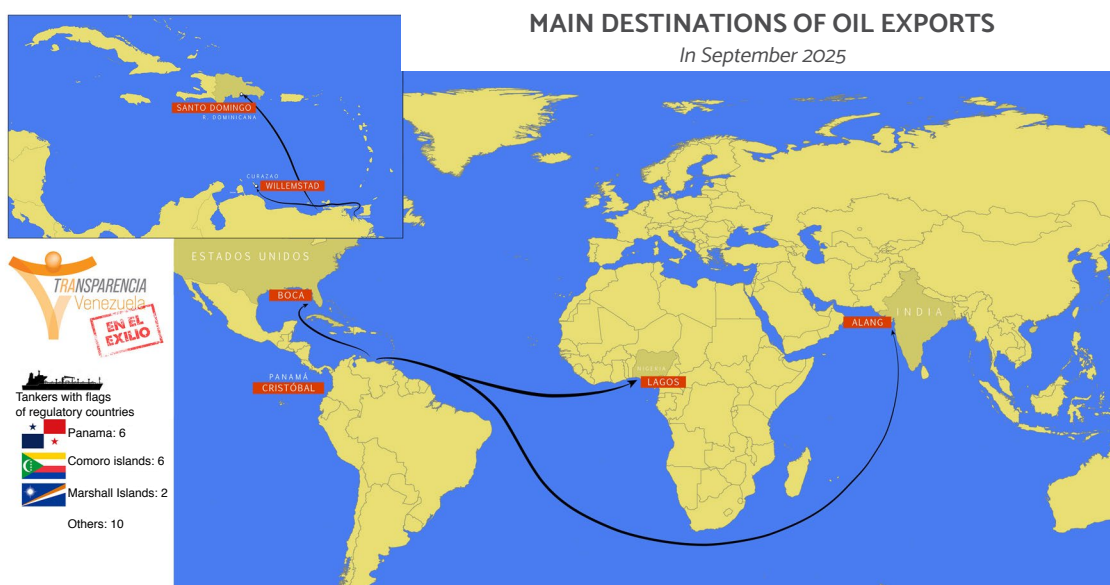 MAIN DESTINATIONS OF OIL EXPORTS
In September 2025
SANTO DOMINGO
R. DOMINICANA
CURAZAO
WILLEMSTAD
TRANSPARENCIA
Venezuela
EN EL
EXILIO
ESTADOS UNIDOS
BOCA
INDIA
ALANG
PANAMÁ
CRISTÓBAL
NIGERIA
LAGOS
Tankers with flags
of regulatory countries
Panama: 6
Comoro islands: 6
Marshall Islands: 2
Others: 10